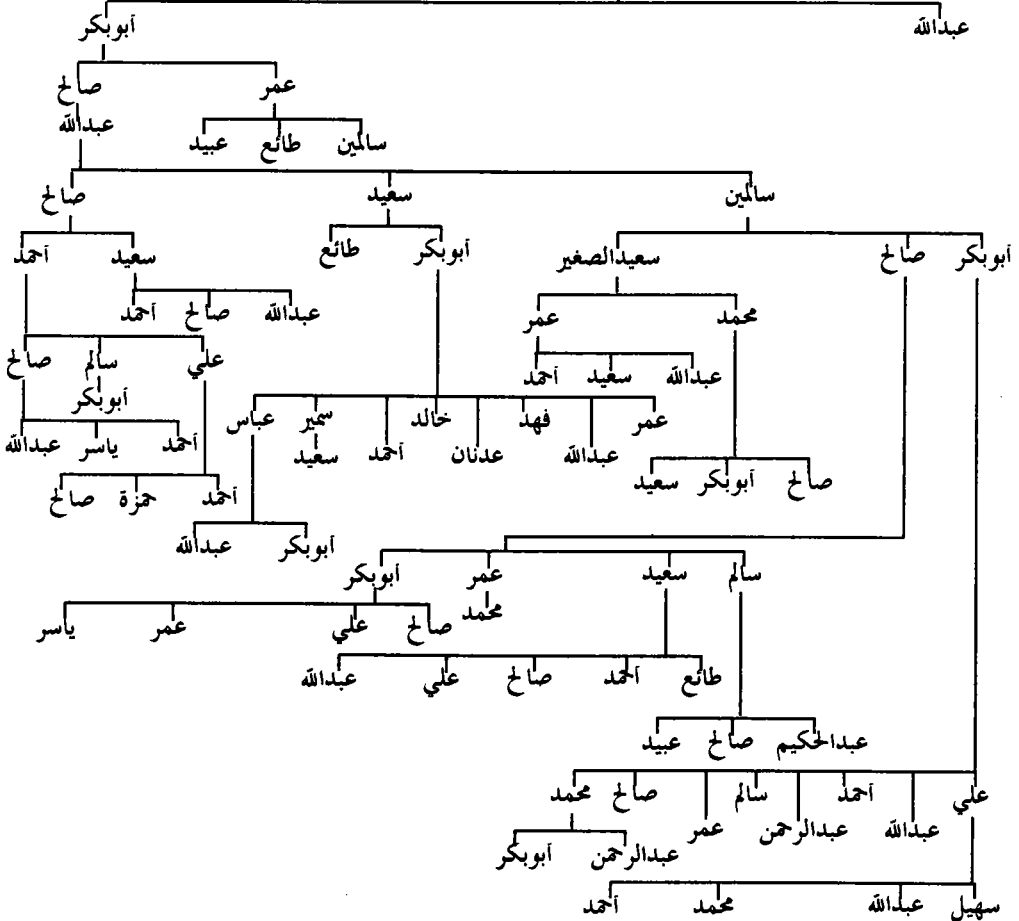 عبدالله أبوبكر
عمر صالح
عبدالله
سالمين طائع عبيد
سالمين سعيد صالح
أبوبكر صالح سعيدالصغير أبوبكر طائع سعيد أحمد
عبدالله صالح أحمد
محمد عمر
علي سالم صالح
عبدالله سعيد أحمد
أبوبكر
عمر فهد خالد سمير عباس
أحمد ياسر عبدالله
عبدالله عدنان أحمد سعيد
صالح أبوبكر سعيد
أحمد حمزة صالح
أبوبكر عبدالله
سالم سعيد عمر أبوبكر
محمد
صالح علي عمر ياسر
طائع أحمد صالح علي عبدالله
عبدالحكيم صالح عبيد
علي أحمد سالم صالح محمد
عبدالله عبدالرحمن عمر
عبدالرحمن أبوبكر
سهيل عبدالله محمد أحمد